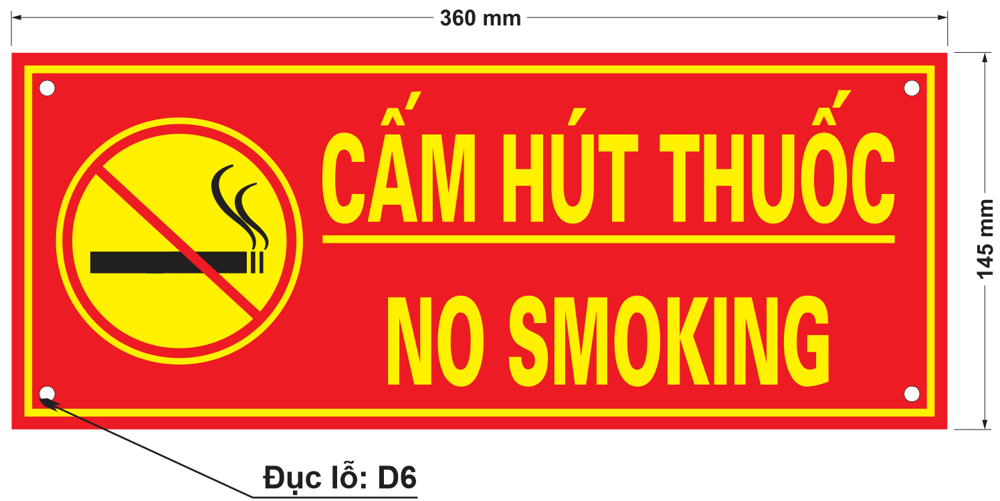 360 mm
CẤM HÚT THUỐC
145 mm
NO SMOKING
Đục lỗ: D6